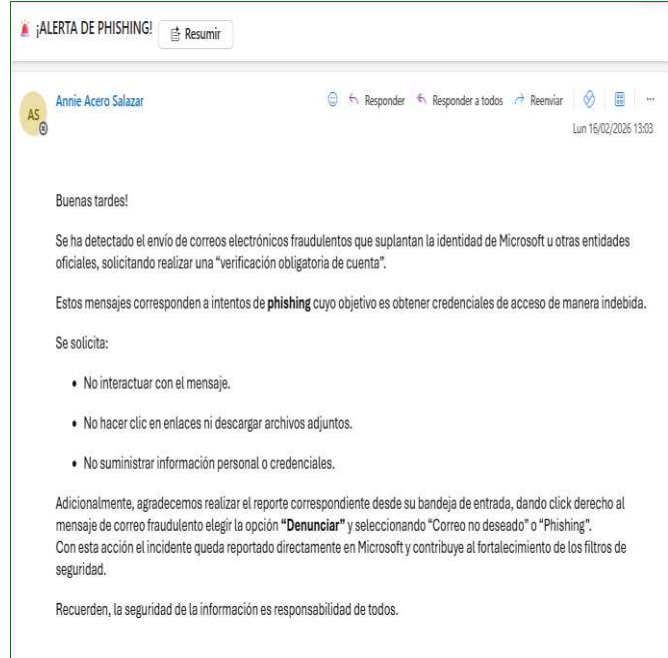 ¡ALERTA DE PHISHING! Resumir
AS
Annie Acero Salazar
Responder Responder a todos Reenviar
Lun 16/02/2026 13:03
Buenas tardes!
Se ha detectado el envío de correos electrónicos fraudulentos que suplantan la identidad de Microsoft u otras entidades
oficiales, solicitando realizar una “verificación obligatoria de cuenta”.
Estos mensajes corresponden a intentos de phishing cuyo objetivo es obtener credenciales de acceso de manera indebida.
Se solicita:
• No interactuar con el mensaje.
• No hacer clic en enlaces ni descargar archivos adjuntos.
• No suministrar información personal o credenciales.
Adicionalmente, agradecemos realizar el reporte correspondiente desde su bandeja de entrada, dando click derecho al
mensaje de correo fraudulento elegir la opción “Denunciar” y seleccionando “Correo no deseado” o “Phishing”.
Con esta acción el incidente queda reportado directamente en Microsoft y contribuye al fortalecimiento de los filtros de
seguridad.
Recuerden, la seguridad de la información es responsabilidad de todos.